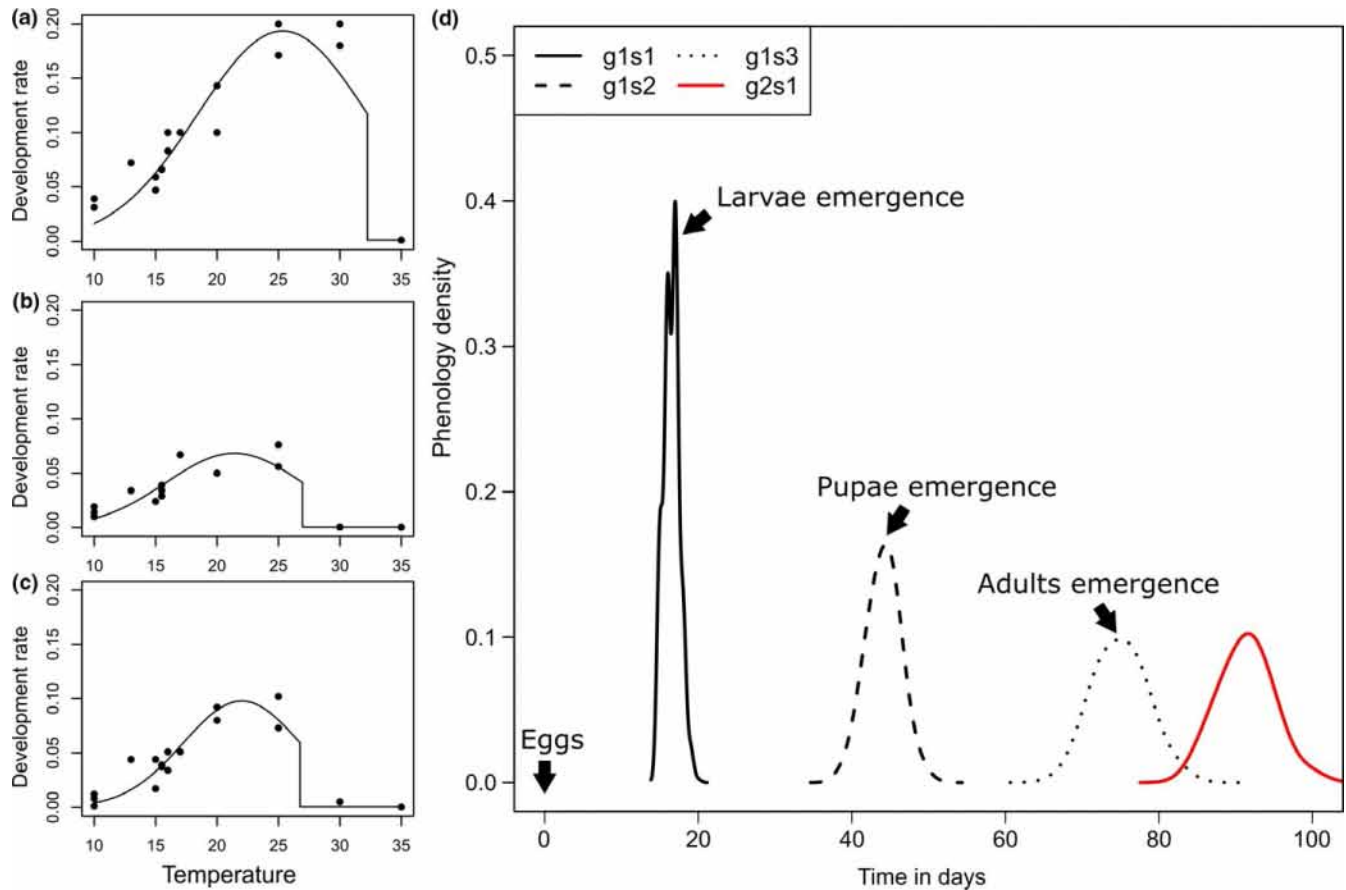 (a)
Development rate
0.00 0.05 0.10 0.15 0.20
10 15 20 25 30 35
(b)
Development rate
0.00 0.05 0.10 0.15 0.20
10 15 20 25 30 35
(c)
Development rate
0.00 0.05 0.10 0.15 0.20
10 15 20 25 30 35
Temperature
(d)
g1s1 g1s3
g1s2 g2s1
Phenology density
0.5
0.4
0.3
0.2
0.1
0.0
Larvae emergence
Pupae emergence
Adults emergence
Eggs
0 20 40 60 80 100
Time in days